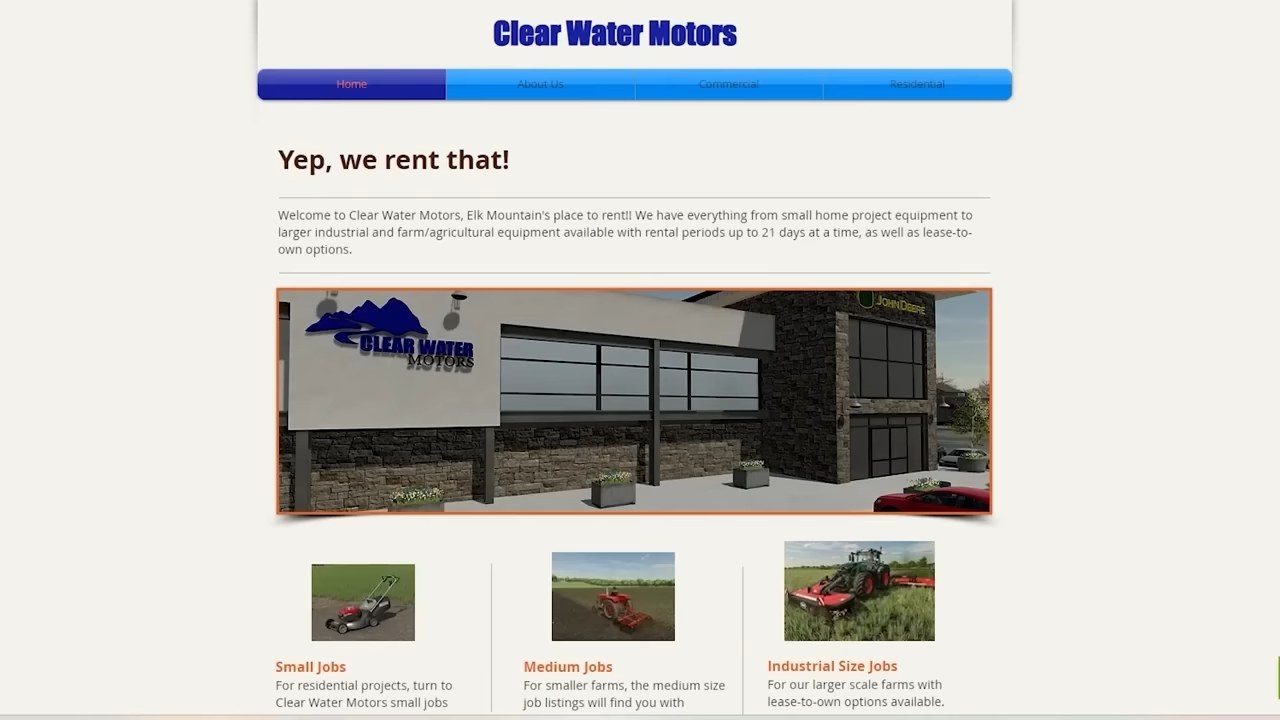 Clear Water Motors
Home
About Us
Commercial
Residential
Yep, we rent that!
Welcome to Clear Water Motors, Elk Mountain's place to rent!! We have everything from small home project equipment to
larger industrial and farm/agricultural equipment available with rental periods up to 21 days at a time, as well as lease-to-
own options.
CLEAR WATER
MOTORS
JOHN DEERE
Small Jobs
For residential projects, turn to
Clear Water Motors small jobs
Medium Jobs
For smaller farms, the medium size
job listings will find you with
Industrial Size Jobs
For our larger scale farms with
lease-to-own options available.